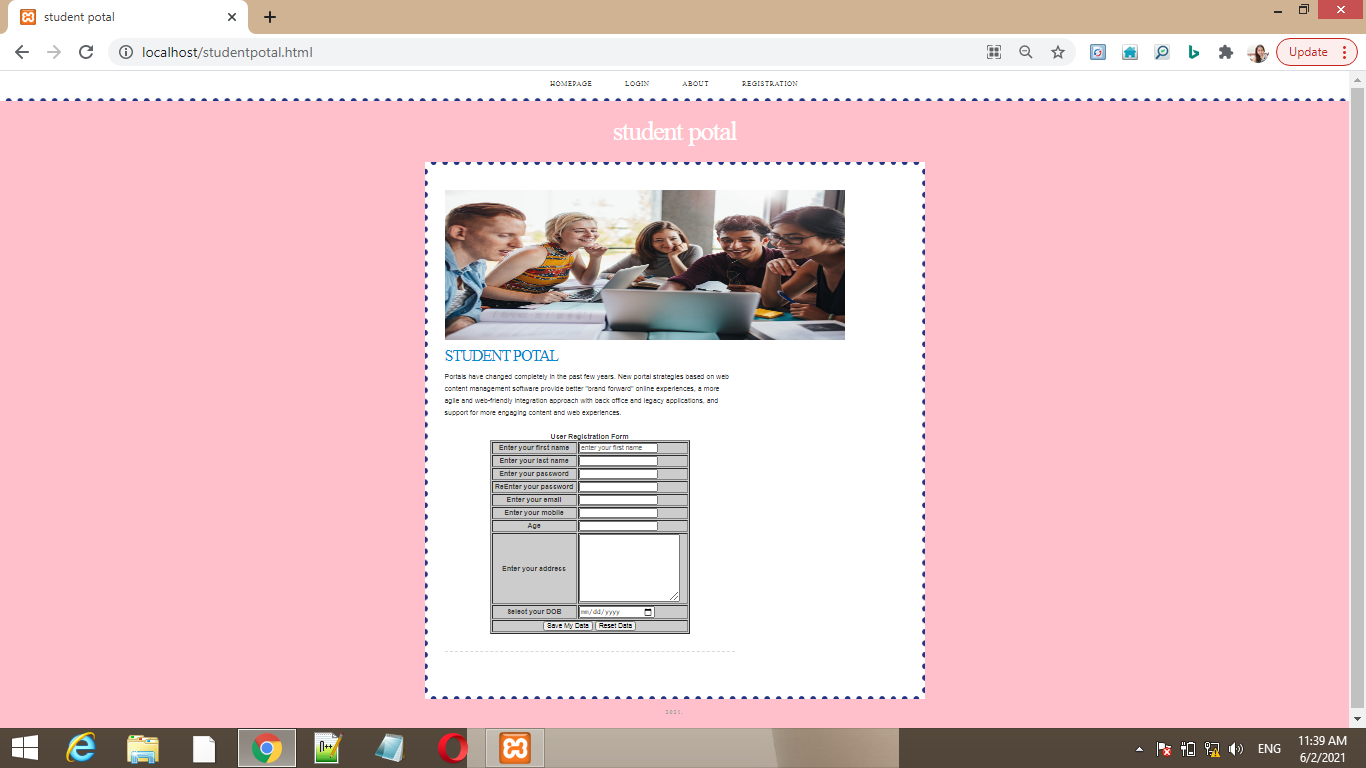 student potal
localhost/studentpotal.html
Update
HOMEPAGE LOGIN ABOUT REGISTRATION
student potal
STUDENT POTAL
Portals have changed completely in the past few years. New portal strategies based on web
content management software provide better "brand forward" online experiences, a more
agile and web-friendly integration approach with back office and legacy applications, and
support for more engaging content and web experiences.
User Registration Form
Enter your first name enter your first name
Enter your last name
Enter your password
ReEnter your password
Enter your email
Enter your mobile
Age
Enter your address
Select your DOB mm/dd/yyyy
Save My Data Reset Data
2021.
ENG
11:39 AM
6/2/2021